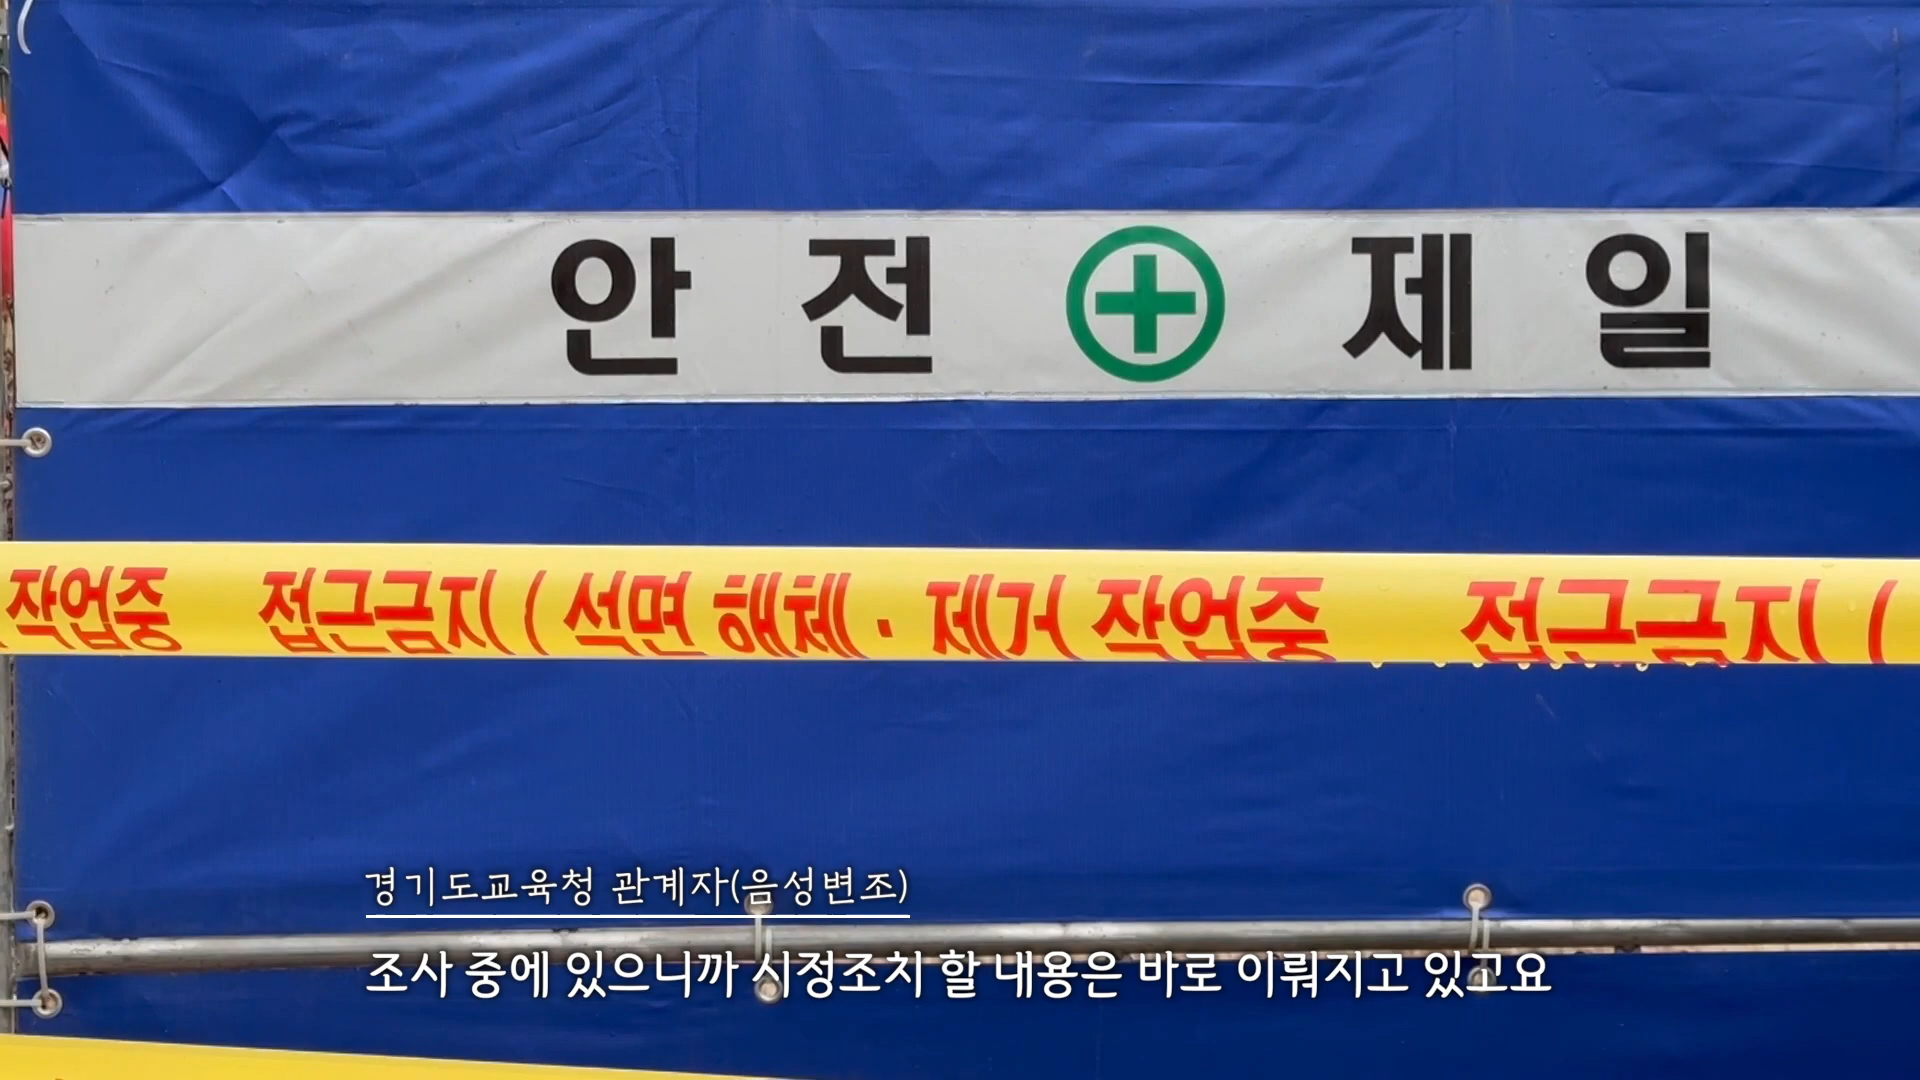 안전 제일
작업중 접근금지 ( 석면 해체 · 제거 작업중 접근금지 (
경기도교육청 관계자(음성변조)
조사 중에 있으니까 시정조치 할 내용은 바로 이뤄지고 있고요